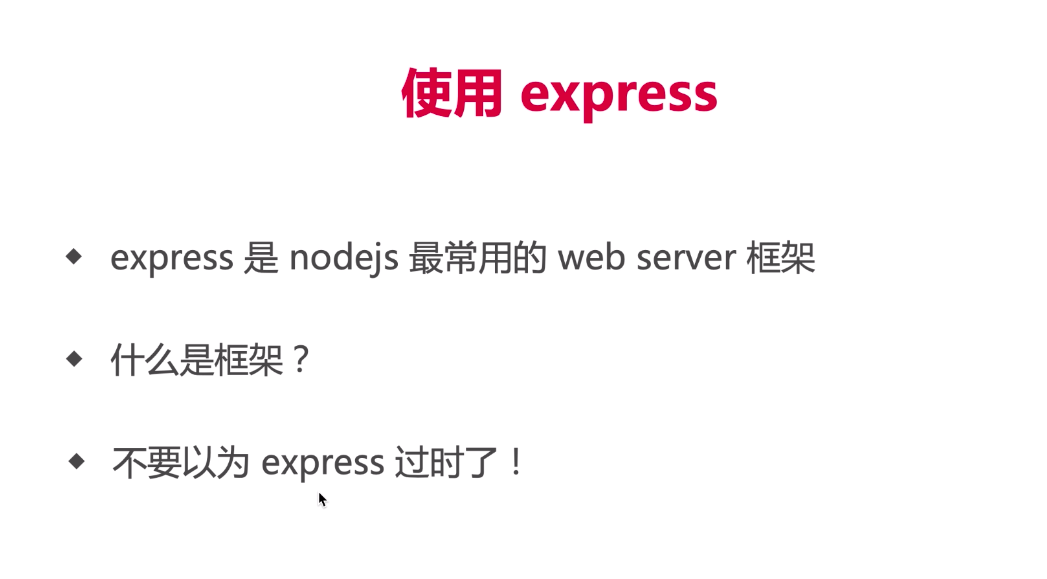 使用 express
express 是 nodejs 最常用的 web server 框架
什么是框架？
不要以为 express 过时了！